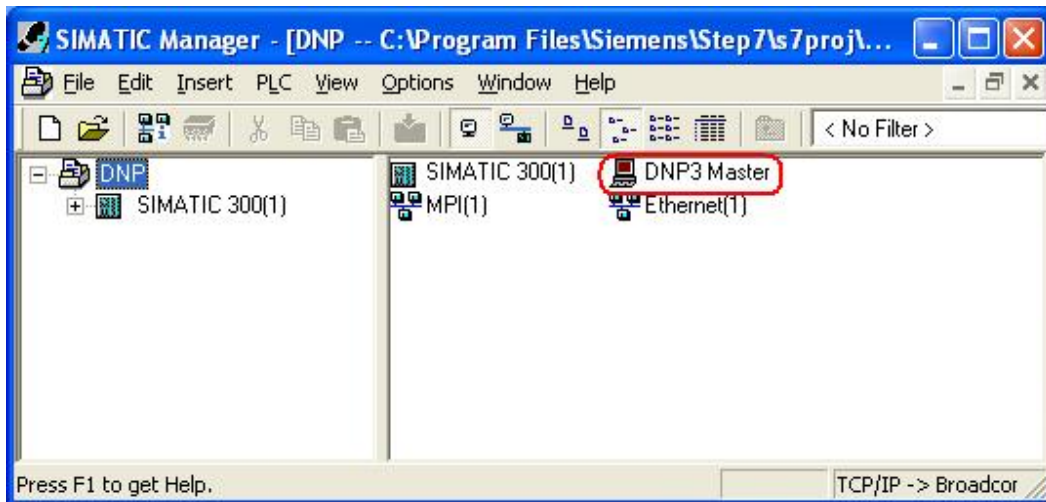 SIMATIC Manager - [DNP -- C:\Program Files\Siemens\Step7\s7proj\...
File Edit Insert PLC View Options Window Help
< No Filter >
DNP
SIMATIC 300(1)
SIMATIC 300(1) DNP3 Master
MPI(1) Ethernet(1)
Press F1 to get Help.
TCP/IP -> Broadcor